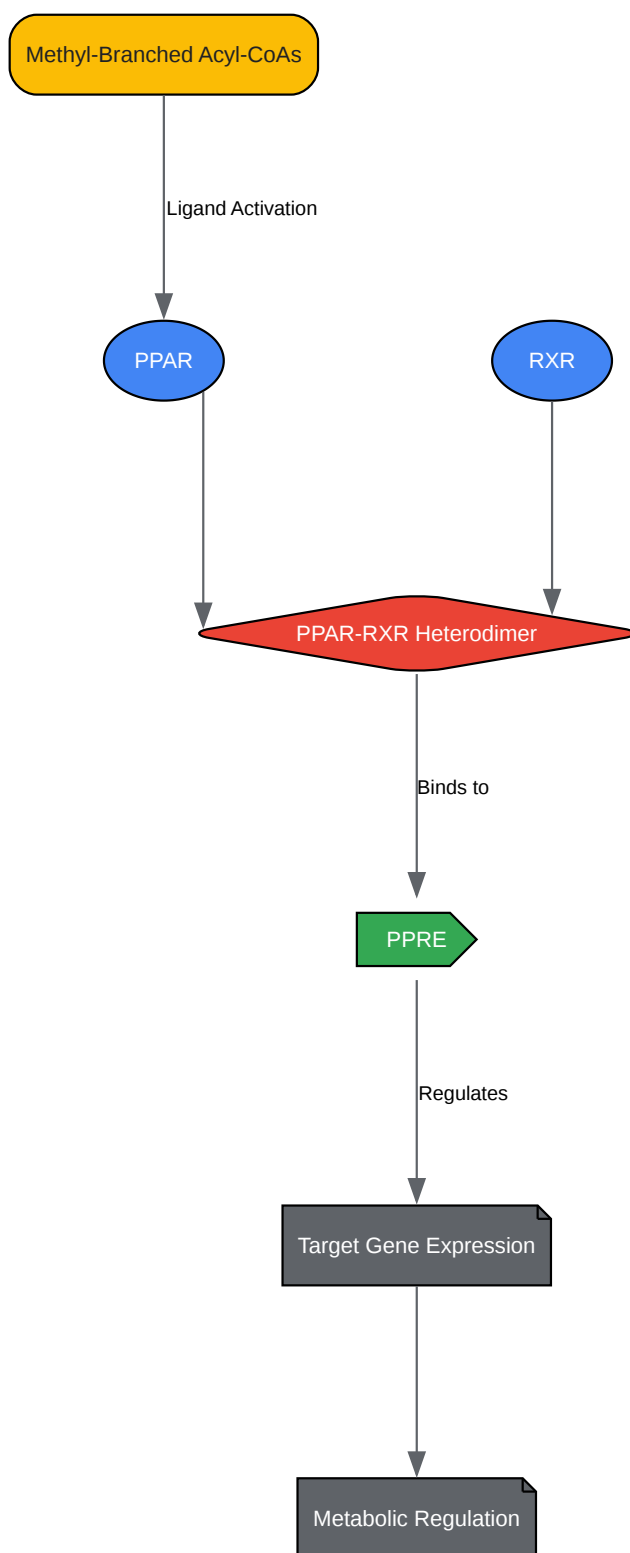 Methyl-Branched Acyl-CoAs
Ligand Activation
PPAR
RXR
PPAR-RXR Heterodimer
Binds to
PPRE
Regulates
Target Gene Expression
Metabolic Regulation